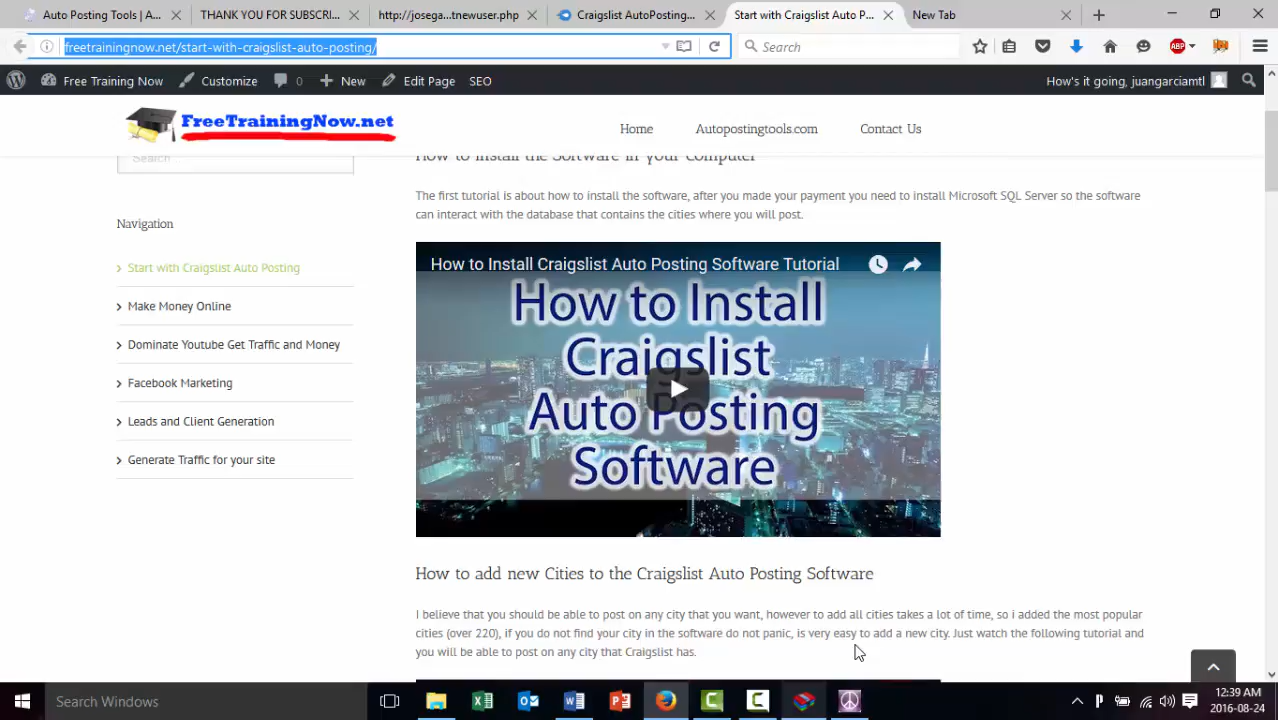 Auto Posting Tools | ...
THANK YOU FOR SUBSCRI...
http://josega...tnewuser.php
Craigslist AutoPosting...
Start with Craigslist Auto P...
New Tab
freetrainingnow.net/start-with-craigslist-auto-posting/
Search
ABP
Free Training Now
Customize
0
New
Edit Page
SEO
How's it going, juangarciamtl
FreeTrainingNow.net
Home
Autopostingtools.com
Contact Us
Search ...
How to Install the Software in your Computer
The first tutorial is about how to install the software, after you made your payment you need to install Microsoft SQL Server so the software
can interact with the database that contains the cities where you will post.
Navigation
Start with Craigslist Auto Posting
Make Money Online
Dominate Youtube Get Traffic and Money
Facebook Marketing
Leads and Client Generation
Generate Traffic for your site
How to Install Craigslist Auto Posting Software Tutorial
How to Install
Craigslist
Auto Posting
Software
How to add new Cities to the Craigslist Auto Posting Software
I believe that you should be able to post on any city that you want, however to add all cities takes a lot of time, so i added the most popular
cities (over 220), if you do not find your city in the software do not panic, is very easy to add a new city. Just watch the following tutorial and
you will be able to post on any city that Craigslist has.
Search Windows
12:39 AM
2016-08-24